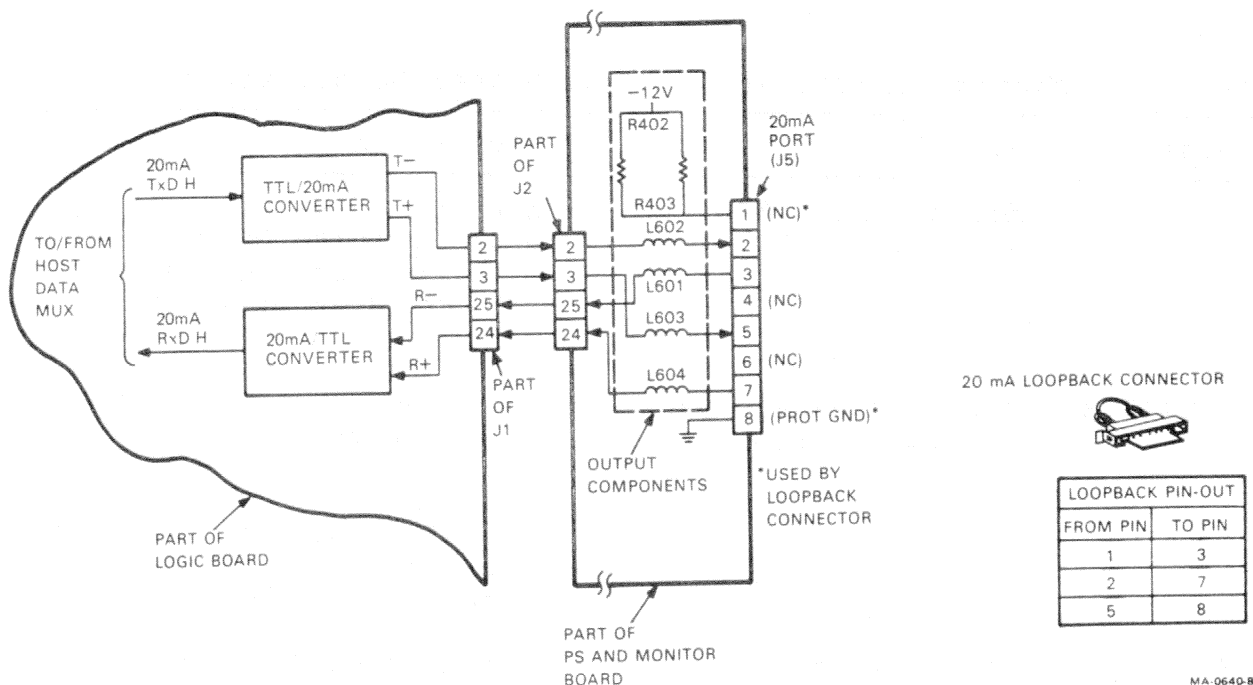 20mA
TxD H
TTL/20mA
CONVERTER
T–
T+
TO/FROM
HOST
DATA
MUX
20mA
RxD H
20mA/TTL
CONVERTER
R–
R+
2
3
25
24
PART
OF
J1
PART OF
LOGIC BOARD
PART
OF
J2
2
3
25
24
–12V
R402
R403
L602
L601
L603
L604
OUTPUT
COMPONENTS
20mA
PORT
(J5)
1 (NC)*
2
3
4 (NC)
5
6 (NC)
7
8 (PROT GND)*
*USED BY
LOOPBACK
CONNECTOR
PART OF
PS AND MONITOR
BOARD
20 mA LOOPBACK CONNECTOR
LOOPBACK PIN-OUT
FROM PIN TO PIN
1 3
2 7
5 8
MA-0640-8